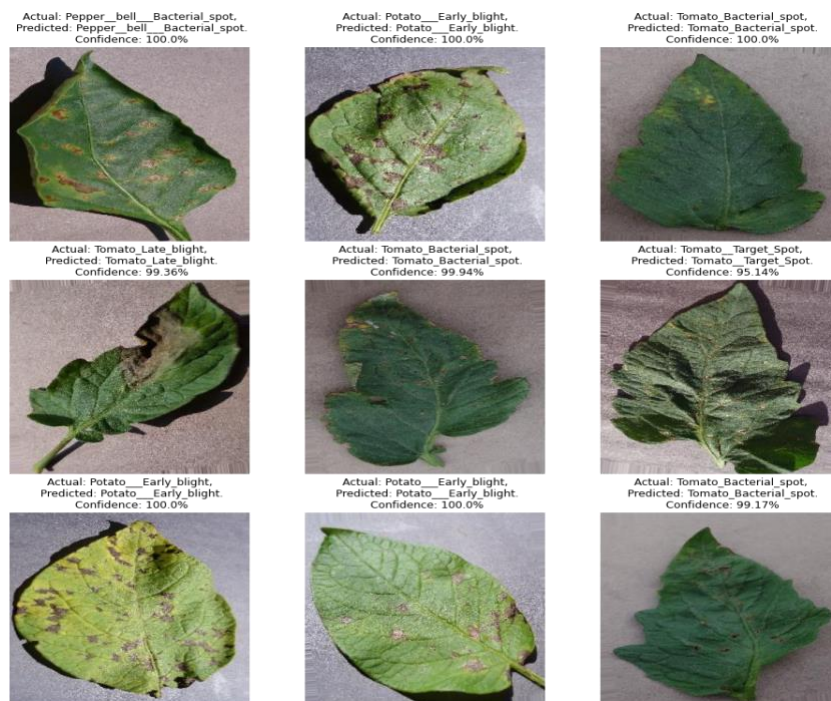 Actual: Pepper__bell___Bacterial_spot,
Predicted: Pepper__bell___Bacterial_spot.
Confidence: 100.0%
Actual: Potato___Early_blight,
Predicted: Potato___Early_blight.
Confidence: 100.0%
Actual: Tomato_Bacterial_spot,
Predicted: Tomato_Bacterial_spot.
Confidence: 100.0%
Actual: Tomato_Late_blight,
Predicted: Tomato_Late_blight.
Confidence: 99.36%
Actual: Tomato_Bacterial_spot,
Predicted: Tomato_Bacterial_spot.
Confidence: 99.94%
Actual: Tomato__Target_Spot,
Predicted: Tomato__Target_Spot.
Confidence: 95.14%
Actual: Potato___Early_blight,
Predicted: Potato___Early_blight.
Confidence: 100.0%
Actual: Potato___Early_blight,
Predicted: Potato___Early_blight.
Confidence: 100.0%
Actual: Tomato_Bacterial_spot,
Predicted: Tomato_Bacterial_spot.
Confidence: 99.17%